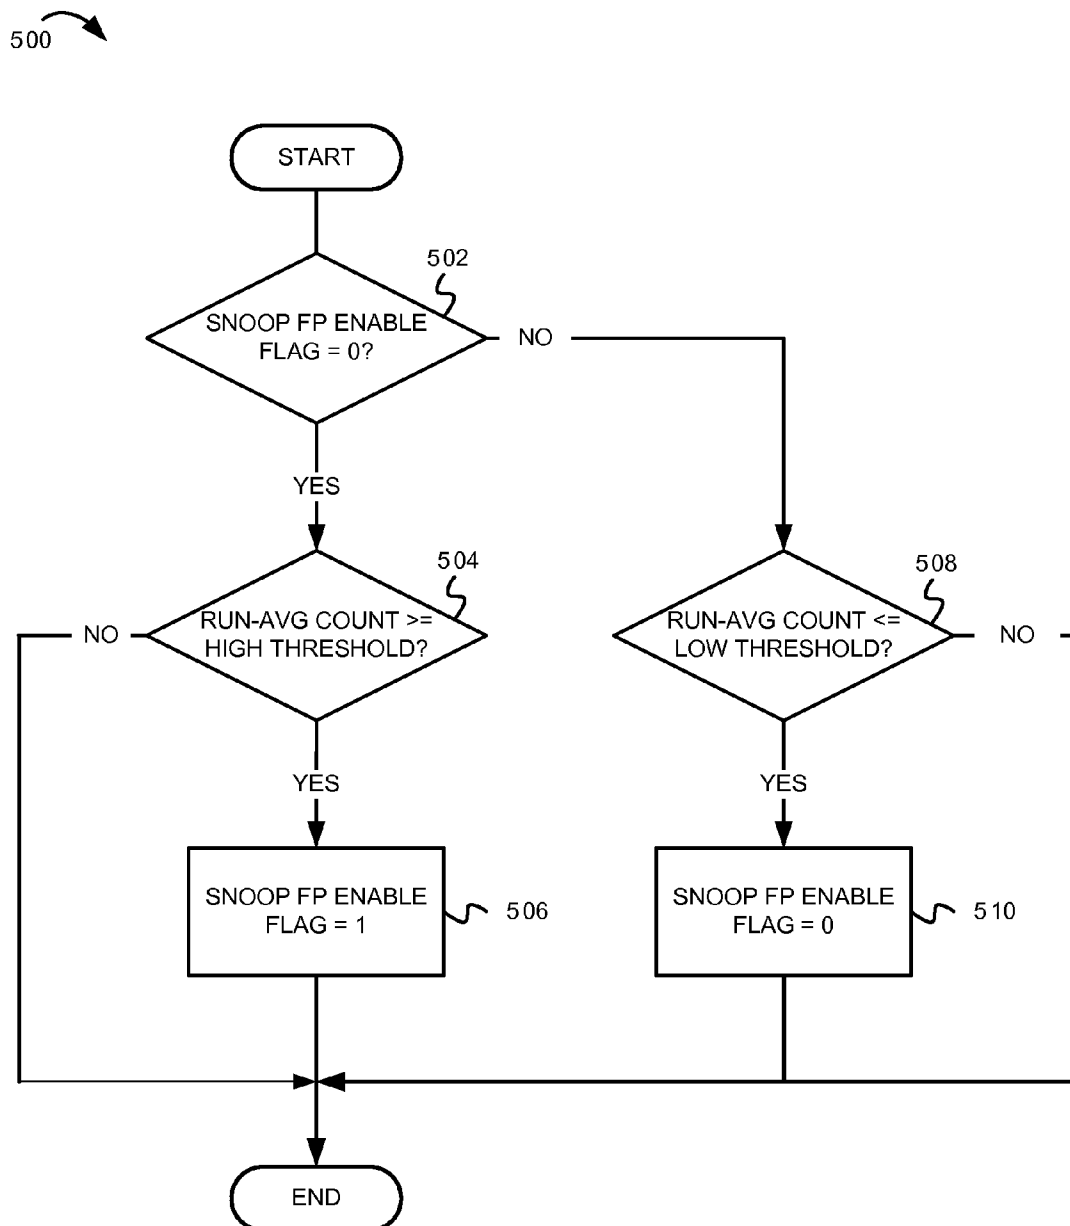 500
START
502
SNOOP FP ENABLE
FLAG = 0?
NO
YES
504
RUN-AVG COUNT >=
HIGH THRESHOLD?
NO
508
RUN-AVG COUNT <=
LOW THRESHOLD?
NO
YES
YES
SNOOP FP ENABLE
FLAG = 1
506
SNOOP FP ENABLE
FLAG = 0
510
END